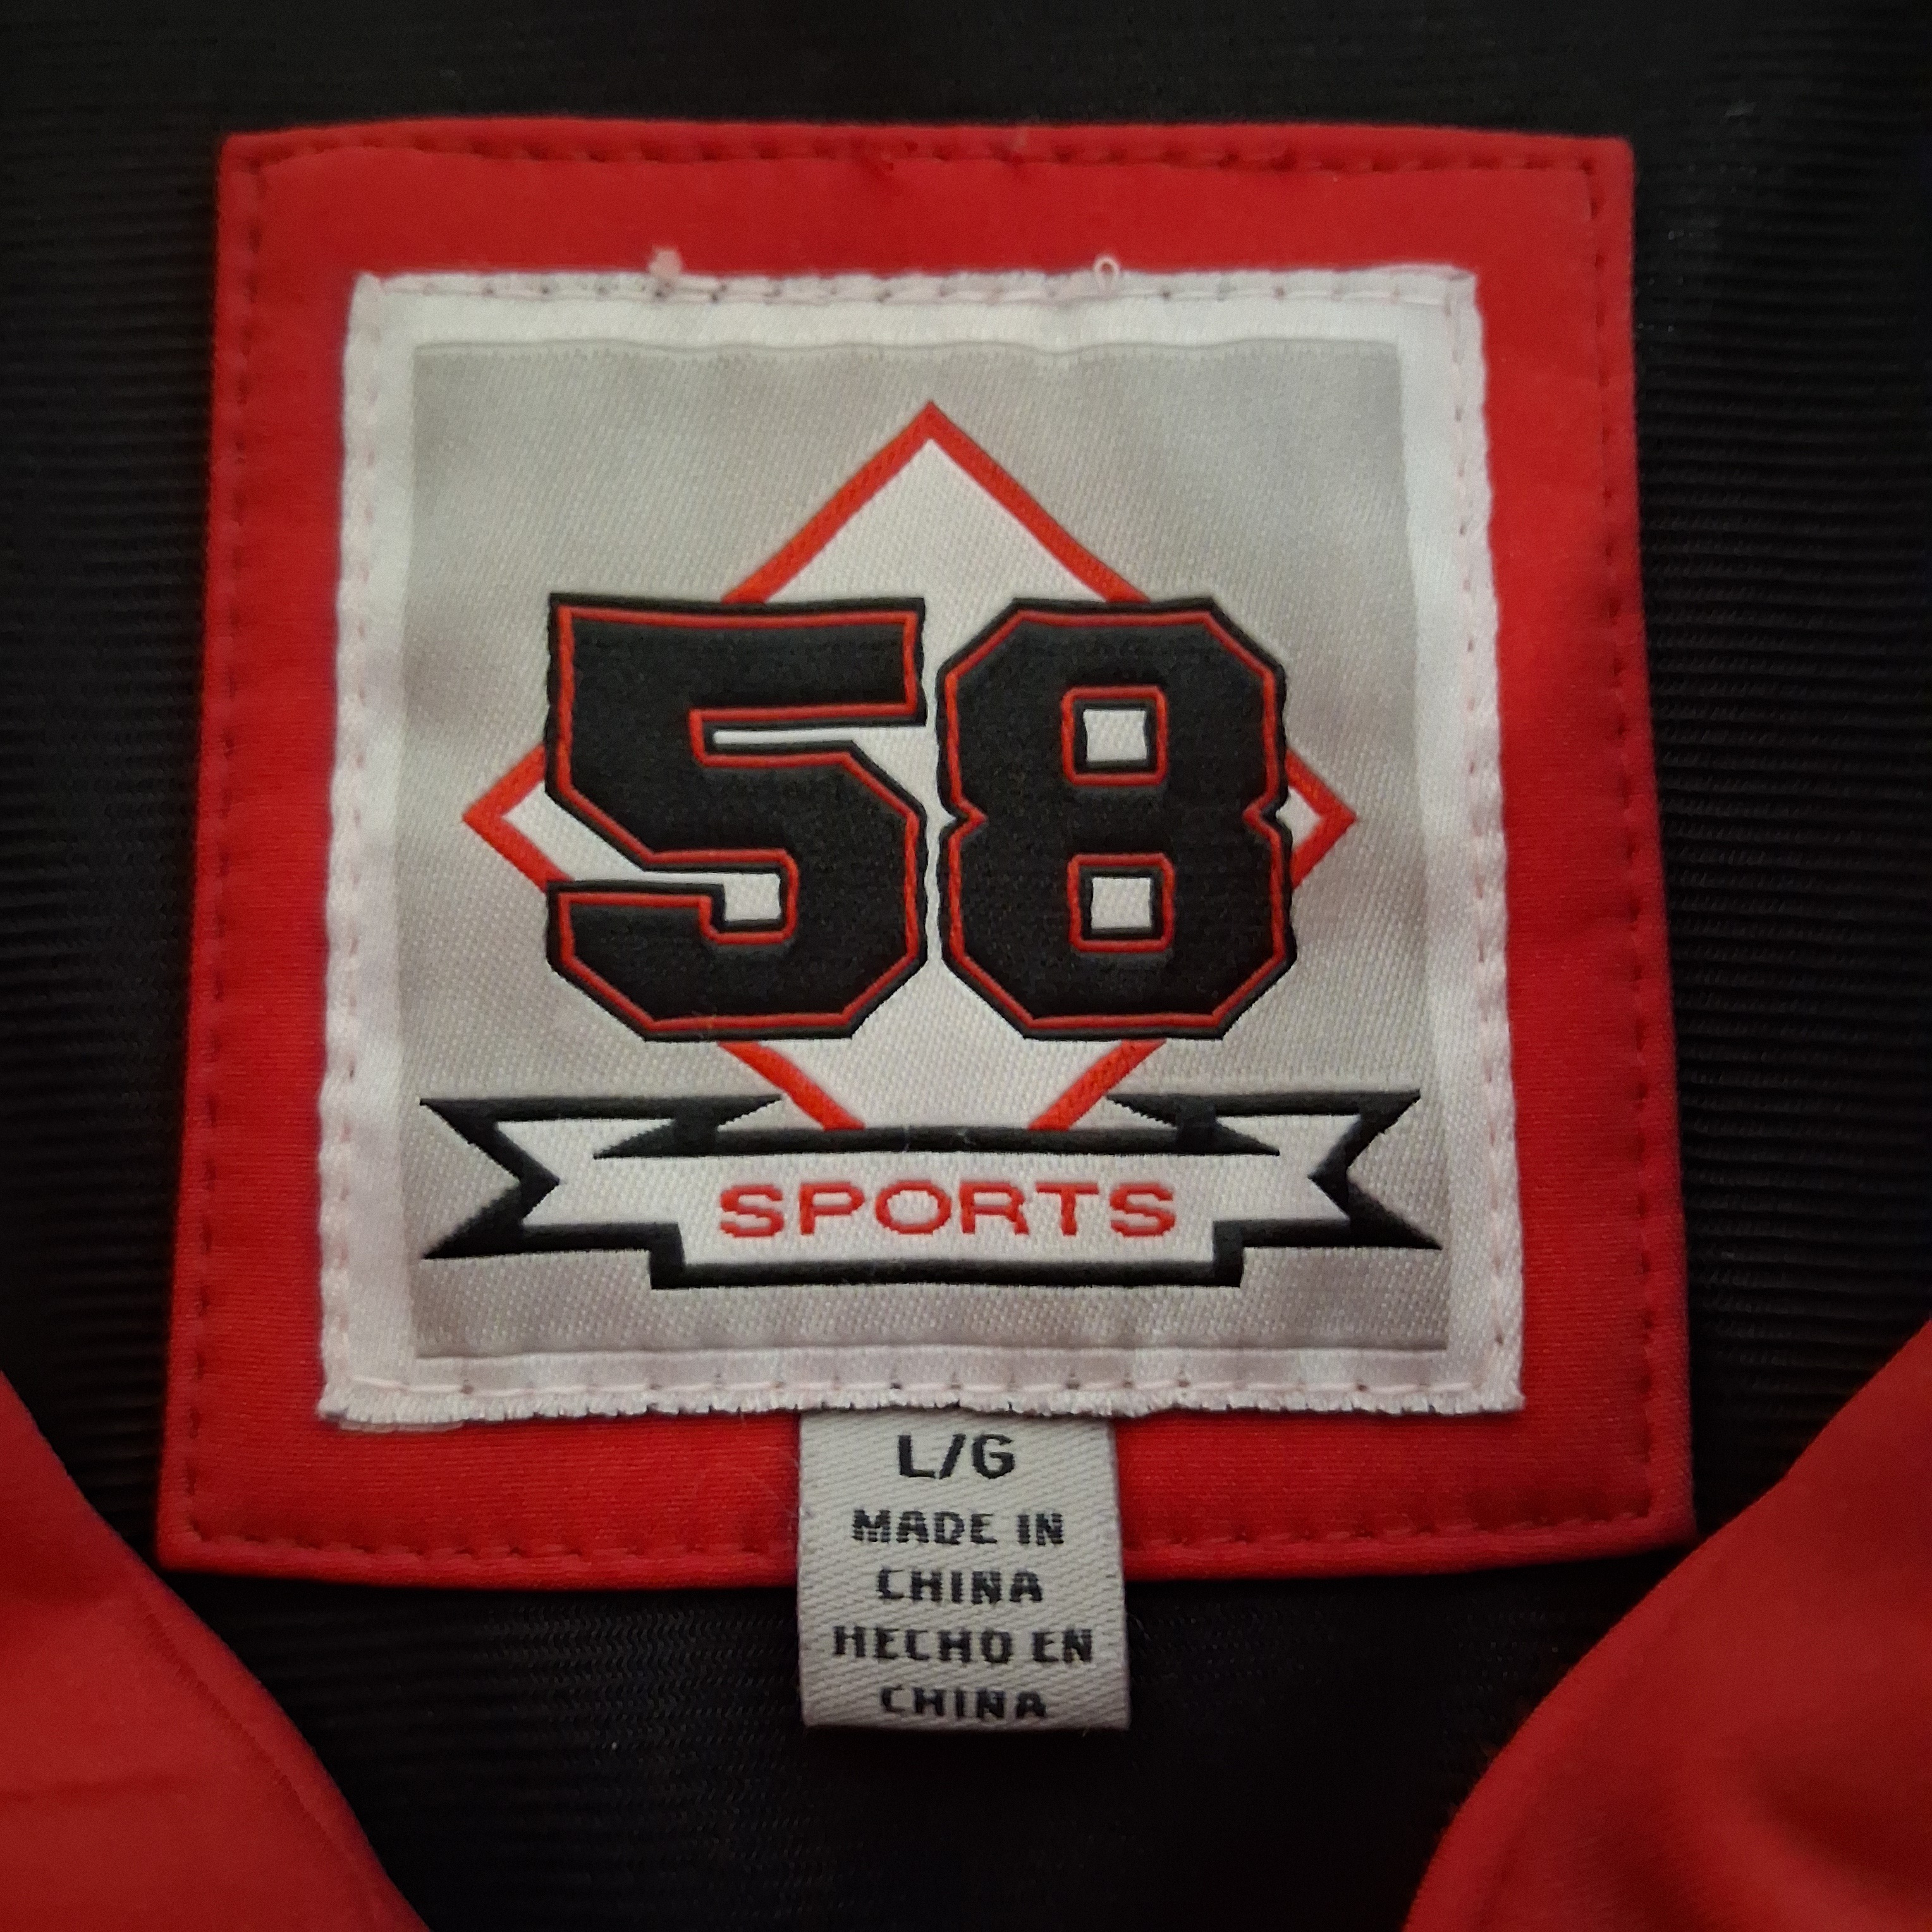 58
SPORTS
L/G
MADE IN
CHINA
HECHO EN
CHINA